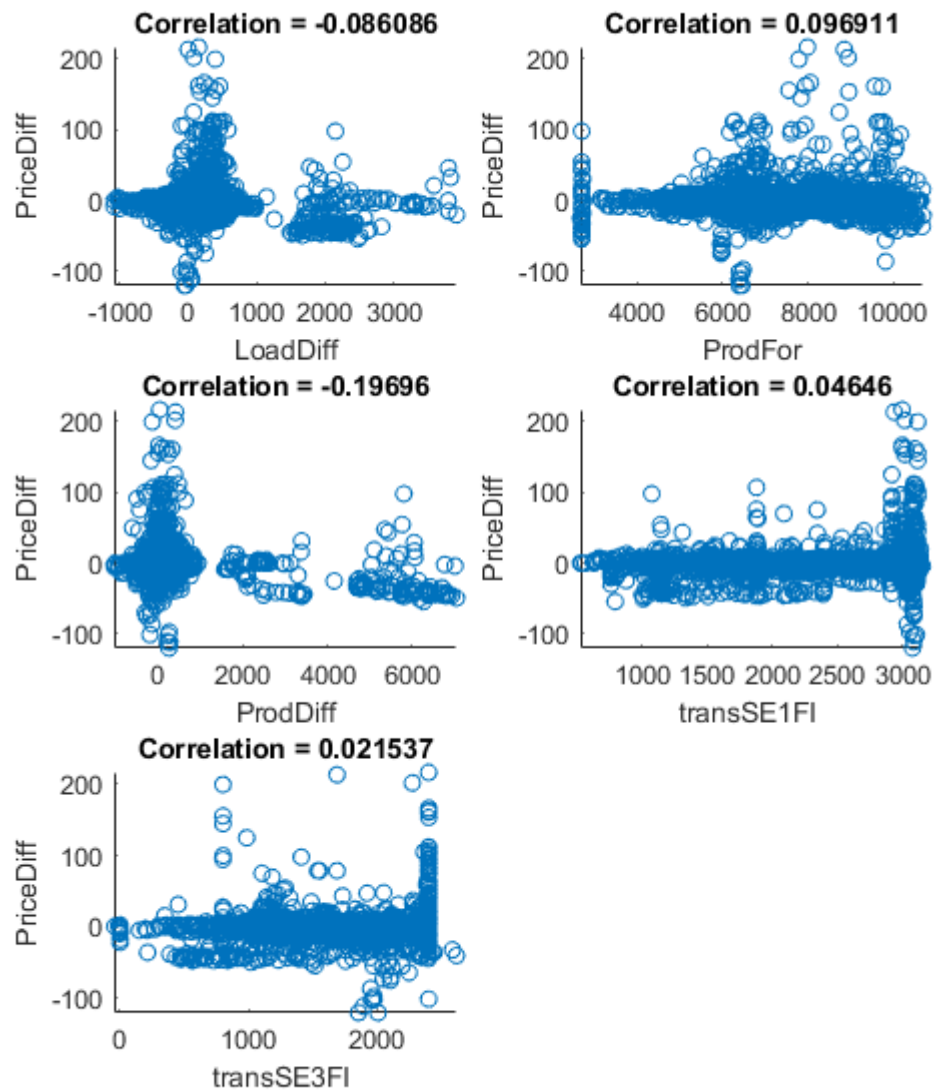 Correlation = -0.086086
PriceDiff
200
100
0
-100
-1000 0 1000 2000 3000
LoadDiff
Correlation = 0.096911
PriceDiff
200
100
0
-100
4000 6000 8000 10000
ProdFor
Correlation = -0.19696
PriceDiff
200
100
0
-100
0 2000 4000 6000
ProdDiff
Correlation = 0.04646
PriceDiff
200
100
0
-100
1000 1500 2000 2500 3000
transSE1FI
Correlation = 0.021537
PriceDiff
200
100
0
-100
0 1000 2000
transSE3FI